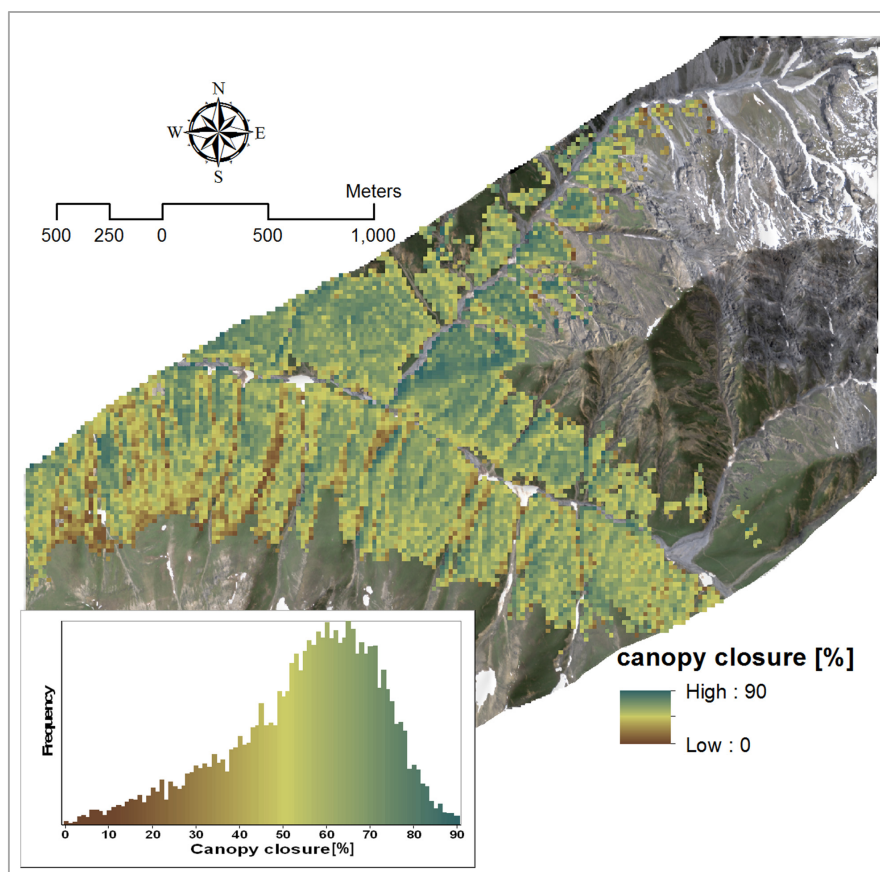 N
W E
S
Meters
500 250 0 500 1,000
canopy closure [%]
High : 90
Low : 0
Frequency
0 10 20 30 40 50 60 70 80 90
Canopy closure[%]